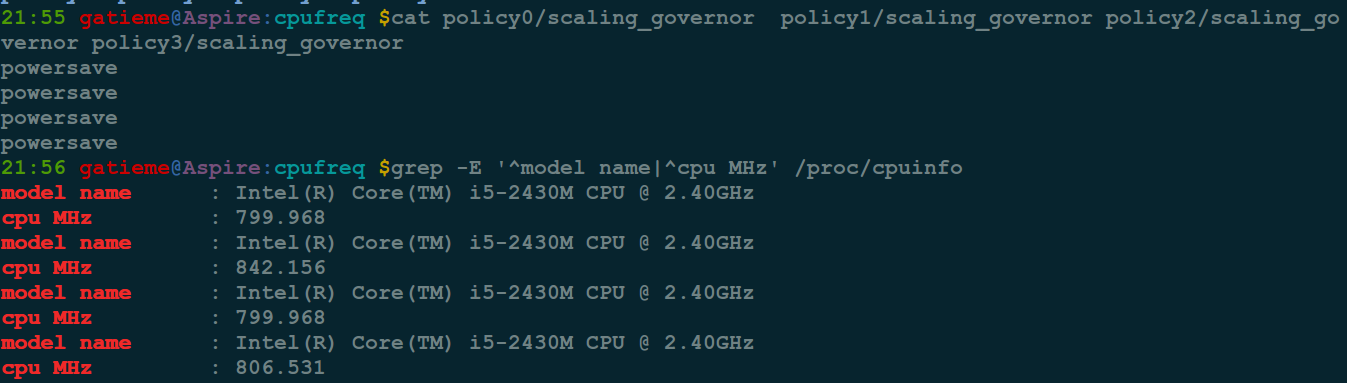 21:55 gatieme@Aspire:cpufreq $cat policy0/scaling_governor  policy1/scaling_governor policy2/scaling_go
vernor policy3/scaling_governor
powersave
powersave
powersave
powersave
21:56 gatieme@Aspire:cpufreq $grep -E '^model name|^cpu MHz' /proc/cpuinfo
model name      : Intel(R) Core(TM) i5-2430M CPU @ 2.40GHz
cpu MHz         : 799.968
model name      : Intel(R) Core(TM) i5-2430M CPU @ 2.40GHz
cpu MHz         : 842.156
model name      : Intel(R) Core(TM) i5-2430M CPU @ 2.40GHz
cpu MHz         : 799.968
model name      : Intel(R) Core(TM) i5-2430M CPU @ 2.40GHz
cpu MHz         : 806.531